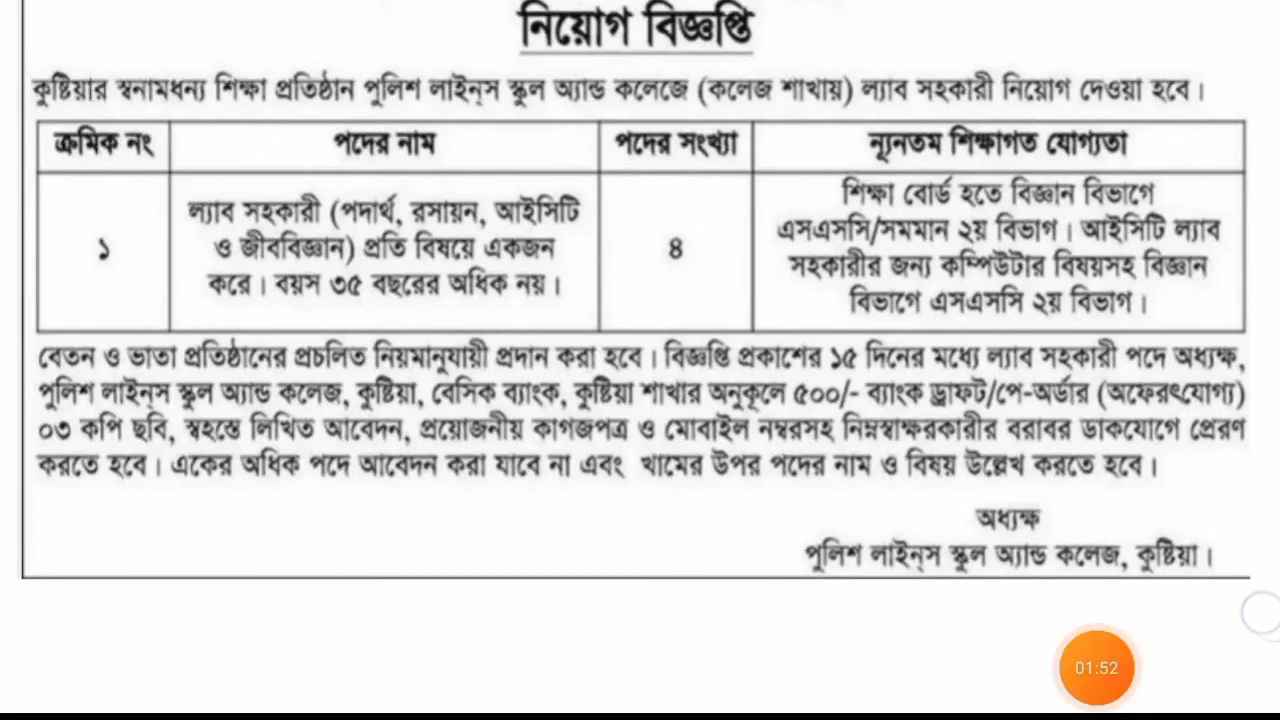 নিয়োগ বিজ্ঞপ্তি
কুষ্টিয়ার স্বনামধন্য শিক্ষা প্রতিষ্ঠান পুলিশ লাইন্‌স স্কুল অ্যান্ড কলেজে (কলেজ শাখায়) ল্যাব সহকারী নিয়োগ দেওয়া হবে।
ক্রমিক নং পদের নাম পদের সংখ্যা ন্যূনতম শিক্ষাগত যোগ্যতা
১
ল্যাব সহকারী (পদার্থ, রসায়ন, আইসিটি
ও জীববিজ্ঞান) প্রতি বিষয়ে একজন
করে। বয়স ৩৫ বছরের অধিক নয়।
৪
শিক্ষা বোর্ড হতে বিজ্ঞান বিভাগে
এসএসসি/সমমান ২য় বিভাগ। আইসিটি ল্যাব
সহকারীর জন্য কম্পিউটার বিষয়সহ বিজ্ঞান
বিভাগে এসএসসি ২য় বিভাগ।
বেতন ও ভাতা প্রতিষ্ঠানের প্রচলিত নিয়মানুযায়ী প্রদান করা হবে। বিজ্ঞপ্তি প্রকাশের ১৫ দিনের মধ্যে ল্যাব সহকারী পদে অধ্যক্ষ,
পুলিশ লাইন্‌স স্কুল অ্যান্ড কলেজ, কুষ্টিয়া, বেসিক ব্যাংক, কুষ্টিয়া শাখার অনুকূলে ৫০০/- ব্যাংক ড্রাফট/পে-অর্ডার (অফেরৎযোগ্য)
০৩ কপি ছবি, স্বহস্তে লিখিত আবেদন, প্রয়োজনীয় কাগজপত্র ও মোবাইল নম্বরসহ নিম্নস্বাক্ষরকারীর বরাবর ডাকযোগে প্রেরণ
করতে হবে। একের অধিক পদে আবেদন করা যাবে না এবং খামের উপর পদের নাম ও বিষয় উল্লেখ করতে হবে।
অধ্যক্ষ
পুলিশ লাইন্‌স স্কুল অ্যান্ড কলেজ, কুষ্টিয়া।
01:52